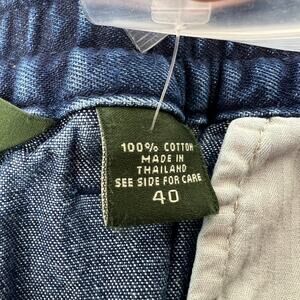 100% COTTON
MADE IN
THAILAND
SEE SIDE FOR CARE
40